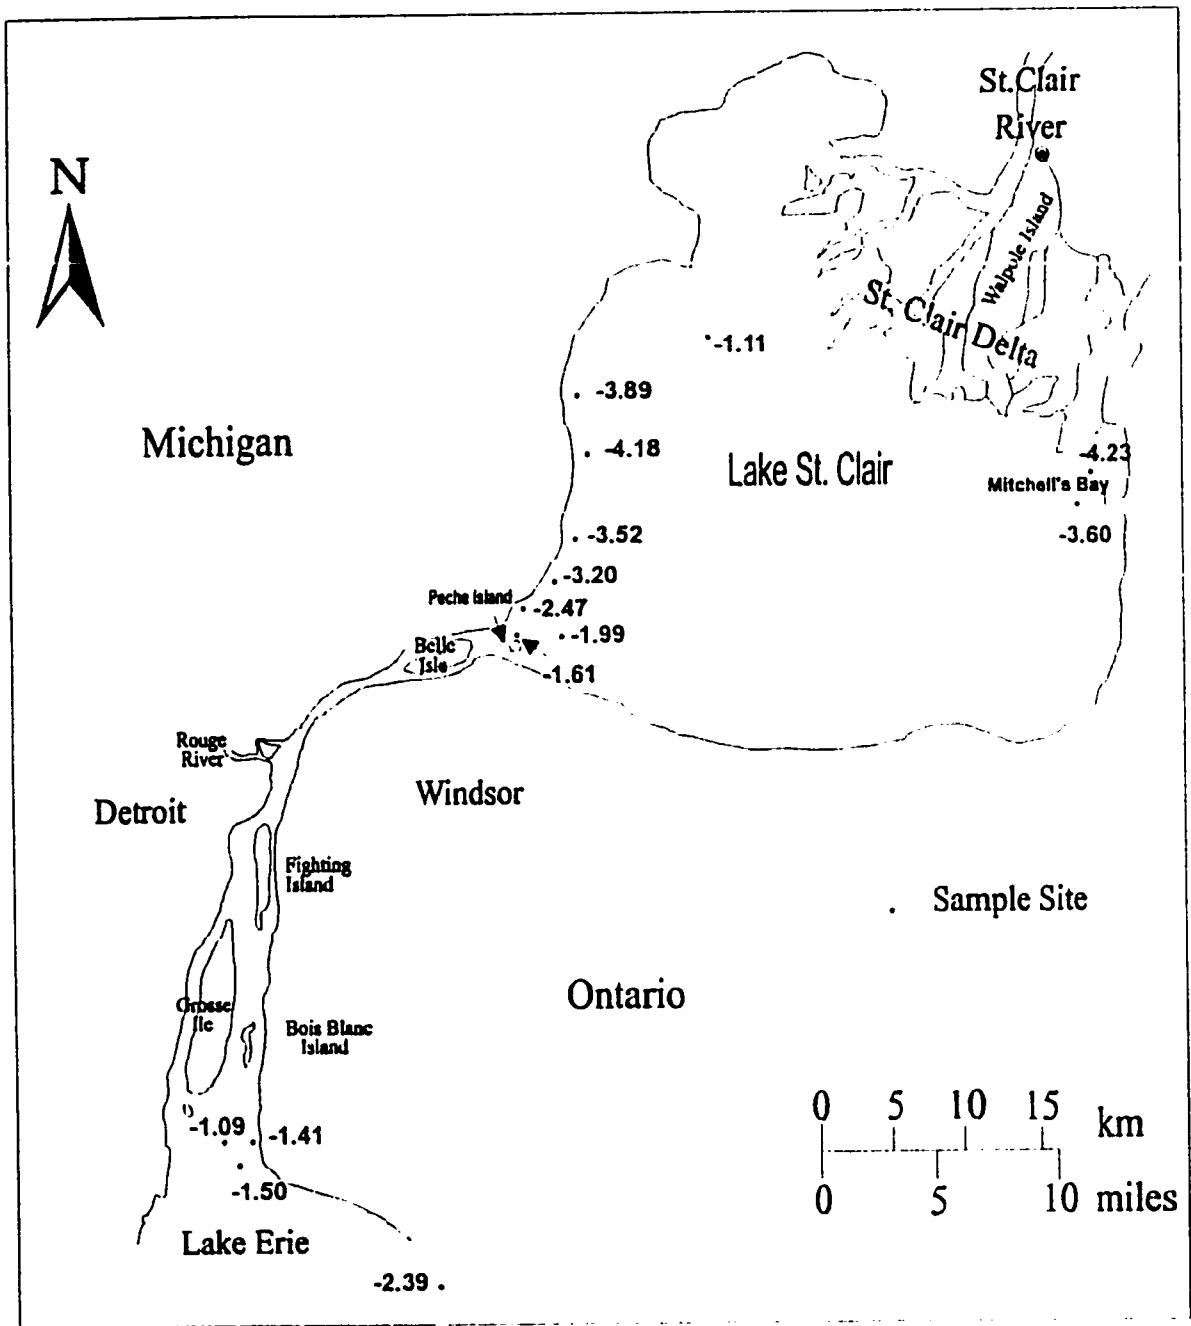 St.Clair
River
N
Walpole Island
St. Clair Delta
-1.11
-3.89
Michigan
-4.18
Lake St. Clair
-4.23
Mitchell's Bay
-3.52
-3.60
-3.20
Peche Island
-2.47
-1.99
Belle
Isle
-1.61
Rouge
River
Detroit
Windsor
Fighting
Island
. Sample Site
Ontario
Grosse
Ile
Bois Blanc
Island
0 5 10 15 km
0 5 10 miles
-1.09
-1.41
-1.50
Lake Erie
-2.39